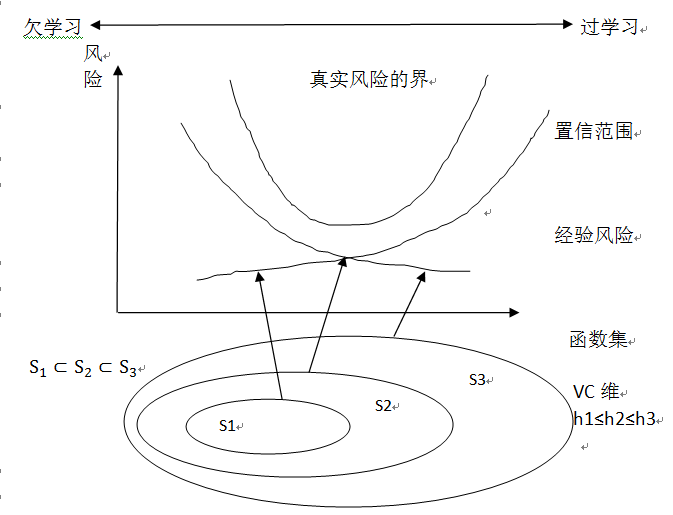 欠学习
过学习
风
险
真实风险的界
置信范围
经验风险
函数集
S₁ ⊂ S₂ ⊂ S₃
S3
S2
S1
VC 维
h1≤h2≤h3